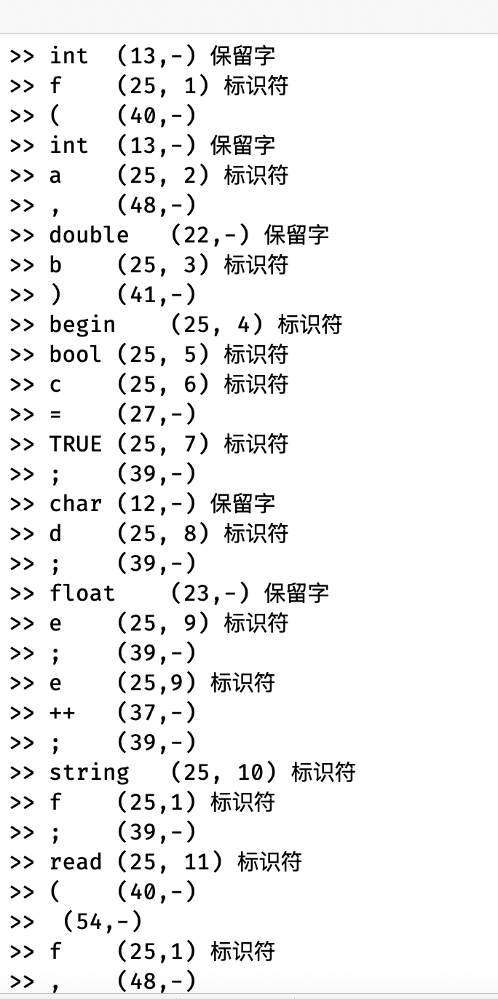 >> int  (13,-) 保留字
>> f    (25, 1) 标识符
>> (    (40,-)
>> int  (13,-) 保留字
>> a    (25, 2) 标识符
>> ,    (48,-)
>> double   (22,-) 保留字
>> b    (25, 3) 标识符
>> )    (41,-)
>> begin    (25, 4) 标识符
>> bool (25, 5) 标识符
>> c    (25, 6) 标识符
>> =    (27,-)
>> TRUE (25, 7) 标识符
>> ;    (39,-)
>> char (12,-) 保留字
>> d    (25, 8) 标识符
>> ;    (39,-)
>> float    (23,-) 保留字
>> e    (25, 9) 标识符
>> ;    (39,-)
>> e    (25,9) 标识符
>> ++   (37,-)
>> ;    (39,-)
>> string   (25, 10) 标识符
>> f    (25,1) 标识符
>> ;    (39,-)
>> read (25, 11) 标识符
>> (    (40,-)
>>  (54,-)
>> f    (25,1) 标识符
>> ,    (48,-)